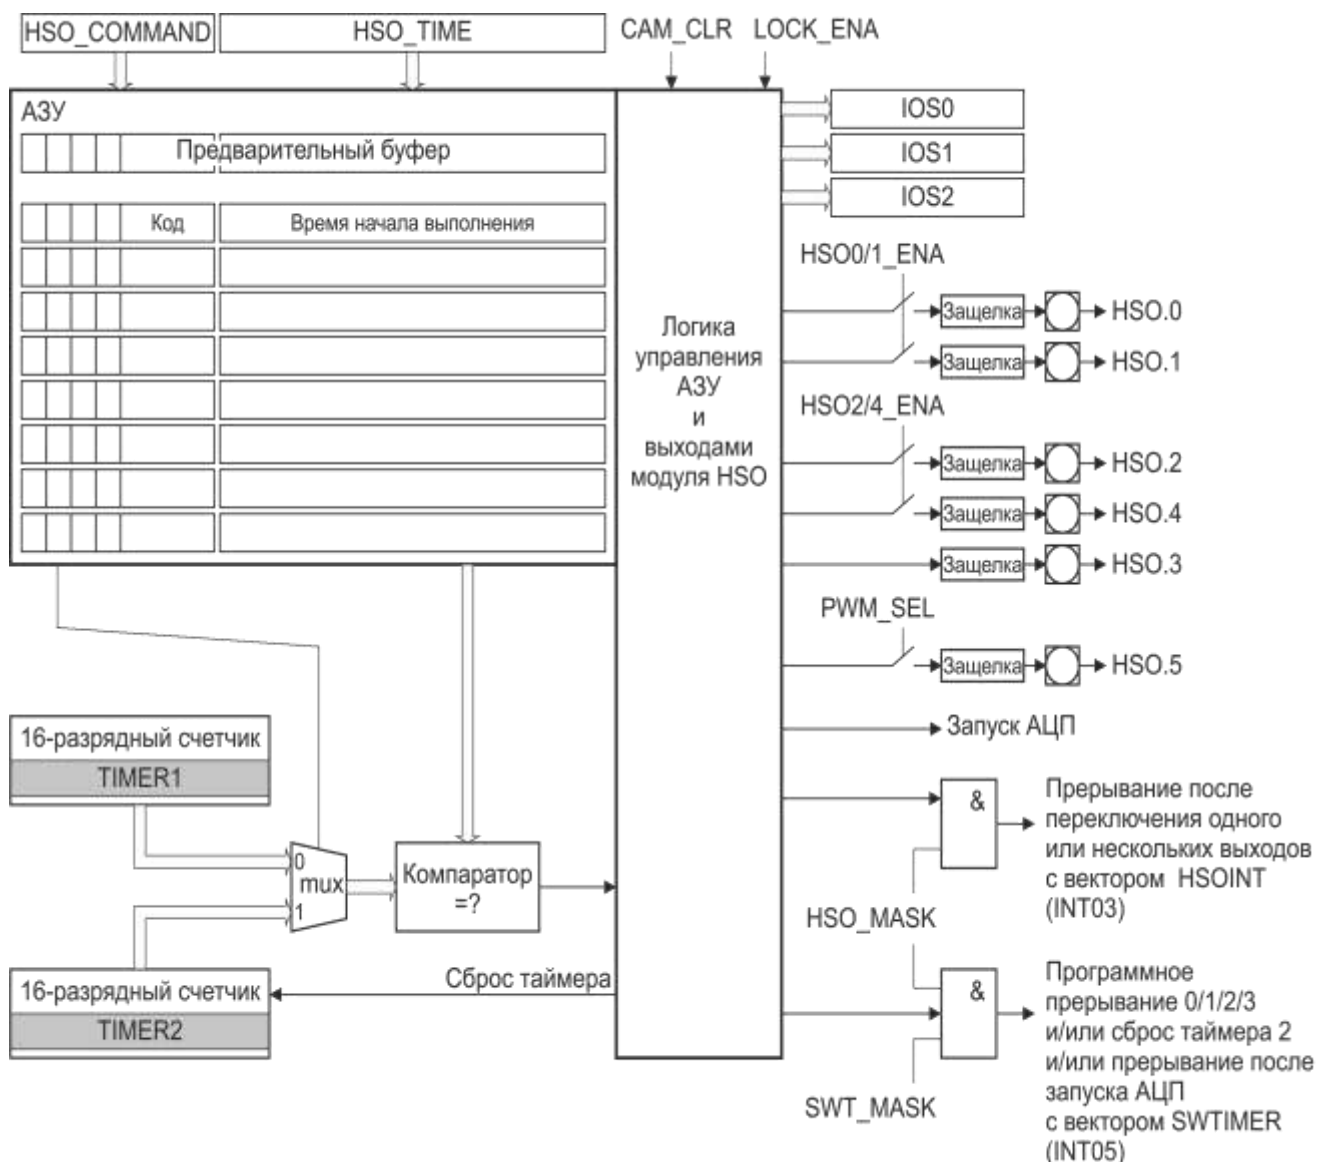 HSO_COMMAND
HSO_TIME
CAM_CLR
LOCK_ENA
АЗУ
Предварительный буфер
Код
Время начала выполнения
IOS0
IOS1
IOS2
Логика
управления
АЗУ
и
выходами
модуля HSO
HSO0/1_ENA
Защелка
HSO.0
Защелка
HSO.1
HSO2/4_ENA
Защелка
HSO.2
Защелка
HSO.4
Защелка
HSO.3
PWM_SEL
Защелка
HSO.5
Запуск АЦП
16-разрядный счетчик
TIMER1
0
mux
1
Компаратор
=?
16-разрядный счетчик
TIMER2
Сброс таймера
&
Прерывание после
переключения одного
или нескольких выходов
с вектором HSOINT
(INT03)
HSO_MASK
&
Программное
прерывание 0/1/2/3
и/или сброс таймера 2
и/или прерывание после
запуска АЦП
с вектором SWTIMER
(INT05)
SWT_MASK